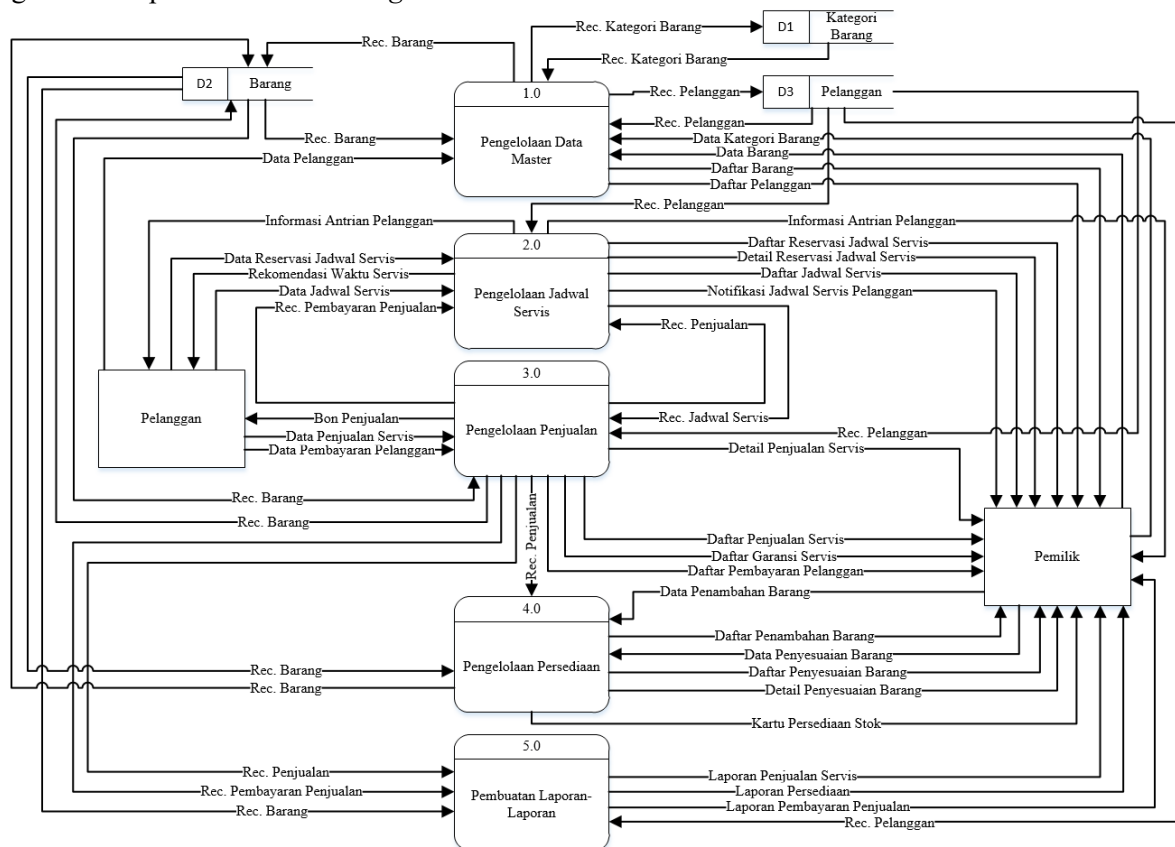 Rec. Kategori Barang
D1
Kategori
Barang
Rec. Barang
Rec. Kategori Barang
D2
Barang
1.0
Rec. Pelanggan
D3
Pelanggan
Rec. Pelanggan
Rec. Barang
Pengelolaan Data
Master
Data Kategori Barang
Data Pelanggan
Data Barang
Daftar Barang
Daftar Pelanggan
Rec. Pelanggan
Informasi Antrian Pelanggan
Informasi Antrian Pelanggan
2.0
Daftar Reservasi Jadwal Servis
Data Reservasi Jadwal Servis
Detail Reservasi Jadwal Servis
Rekomendasi Waktu Servis
Daftar Jadwal Servis
Data Jadwal Servis
Pengelolaan Jadwal
Servis
Notifikasi Jadwal Servis Pelanggan
Rec. Pembayaran Penjualan
Rec. Penjualan
3.0
Pelanggan
Bon Penjualan
Rec. Jadwal Servis
Pengelolaan Penjualan
Data Penjualan Servis
Rec. Pelanggan
Data Pembayaran Pelanggan
Detail Penjualan Servis
Rec. Barang
Rec. Barang
Rec. Penjualan
Daftar Penjualan Servis
Daftar Garansi Servis
Daftar Pembayaran Pelanggan
Pemilik
Data Penambahan Barang
4.0
Daftar Penambahan Barang
Pengelolaan Persediaan
Data Penyesuaian Barang
Rec. Barang
Daftar Penyesuaian Barang
Rec. Barang
Detail Penyesuaian Barang
Kartu Persediaan Stok
5.0
Rec. Penjualan
Laporan Penjualan Servis
Rec. Pembayaran Penjualan
Pembuatan Laporan-
Laporan
Laporan Persediaan
Rec. Barang
Laporan Pembayaran Penjualan
Rec. Pelanggan